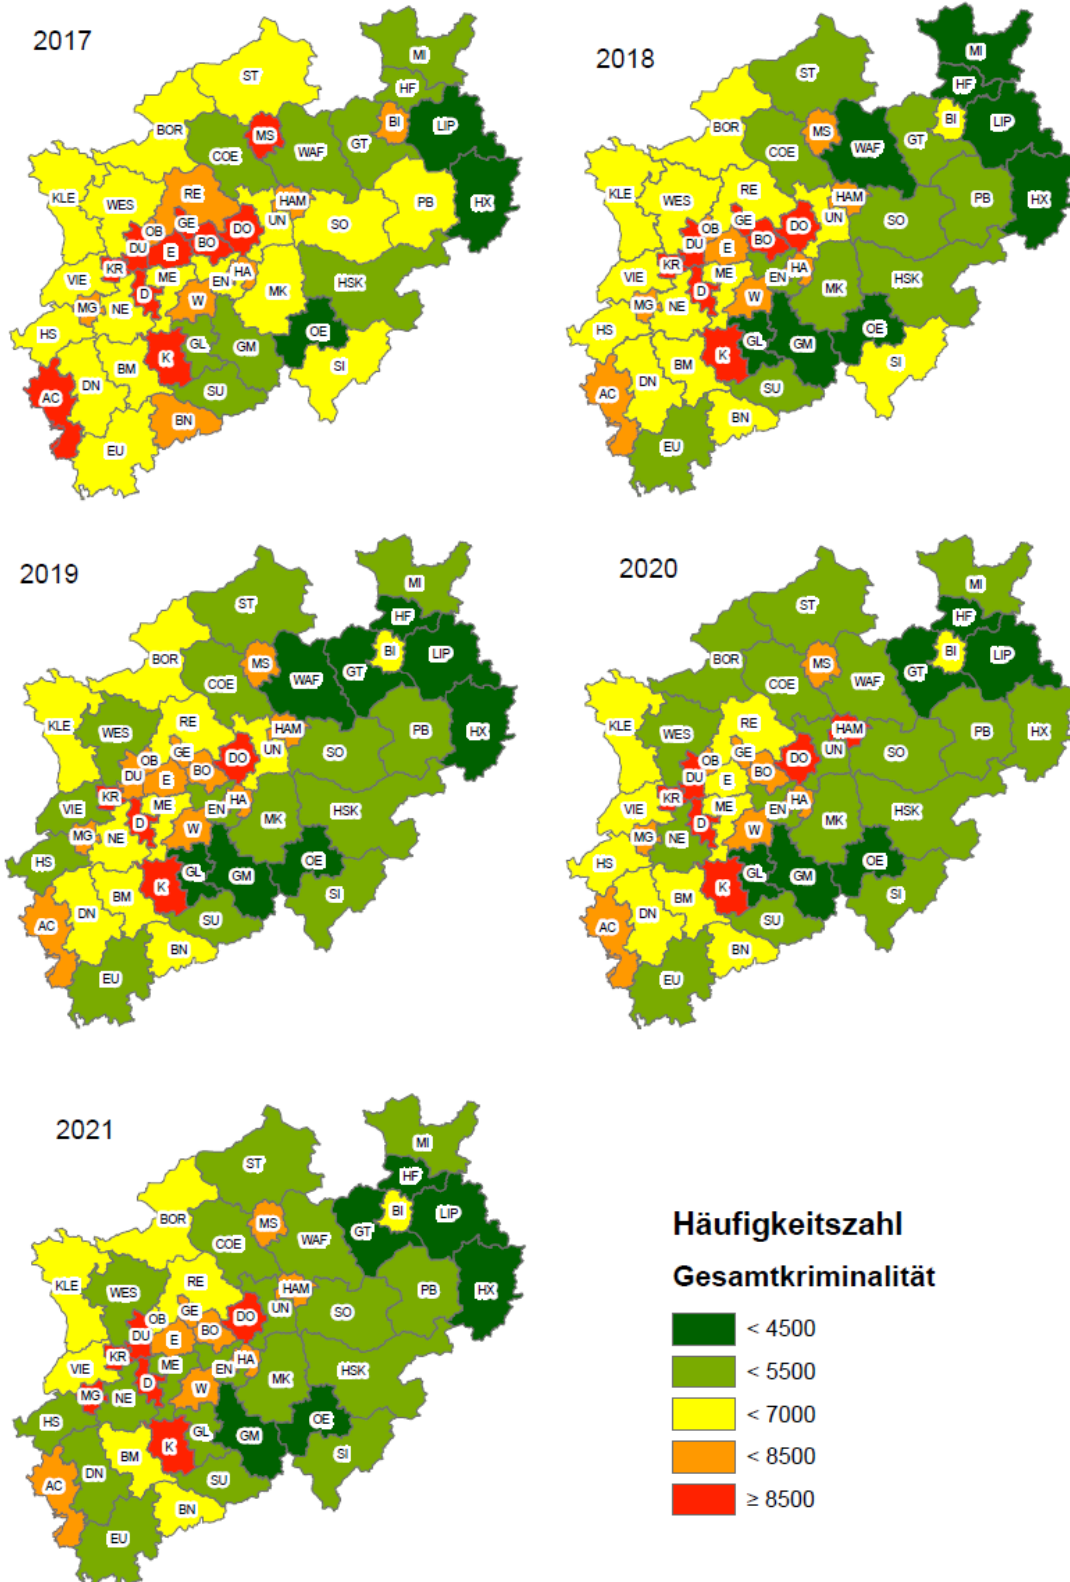 2017
MI
ST
HF
BI
LIP
BOR
MS
COE
WAF
GT
KLE
WES
RE
HAM
PB
HX
OB
GE
DO
UN
SO
DU
E
BO
KR
ME
EN
HA
HSK
VIE
MG
NE
D
W
MK
HS
K
GL
GM
OE
BM
SI
AC
DN
SU
BN
EU
2018
MI
ST
HF
BI
LIP
BOR
MS
WAF
GT
COE
KLE
WES
RE
HAM
PB
HX
OB
GE
DO
UN
SO
DU
E
BO
KR
ME
EN
HA
HSK
VIE
MG
NE
D
W
MK
HS
K
GL
GM
OE
BM
SI
AC
DN
SU
BN
EU
2019
MI
ST
HF
BI
LIP
BOR
MS
COE
WAF
GT
KLE
WES
RE
HAM
PB
HX
OB
GE
DO
UN
SO
DU
E
BO
KR
ME
EN
HA
HSK
VIE
MG
NE
D
W
MK
HS
K
GL
GM
OE
BM
SI
AC
DN
SU
BN
EU
2020
MI
ST
HF
BI
LIP
BOR
MS
COE
WAF
GT
KLE
WES
RE
HAM
PB
HX
OB
GE
DO
UN
SO
DU
E
BO
KR
ME
EN
HA
HSK
VIE
MG
NE
D
W
MK
HS
K
GL
GM
OE
BM
SI
AC
DN
SU
BN
EU
2021
MI
ST
HF
BI
LIP
BOR
MS
COE
WAF
GT
KLE
WES
RE
HAM
PB
HX
OB
GE
DO
UN
SO
DU
E
BO
KR
ME
EN
HA
HSK
VIE
MG
NE
D
W
MK
HS
K
GL
GM
OE
BM
SI
AC
DN
SU
BN
EU
Häufigkeitszahl
Gesamtkriminalität
< 4500
< 5500
< 7000
< 8500
≥ 8500